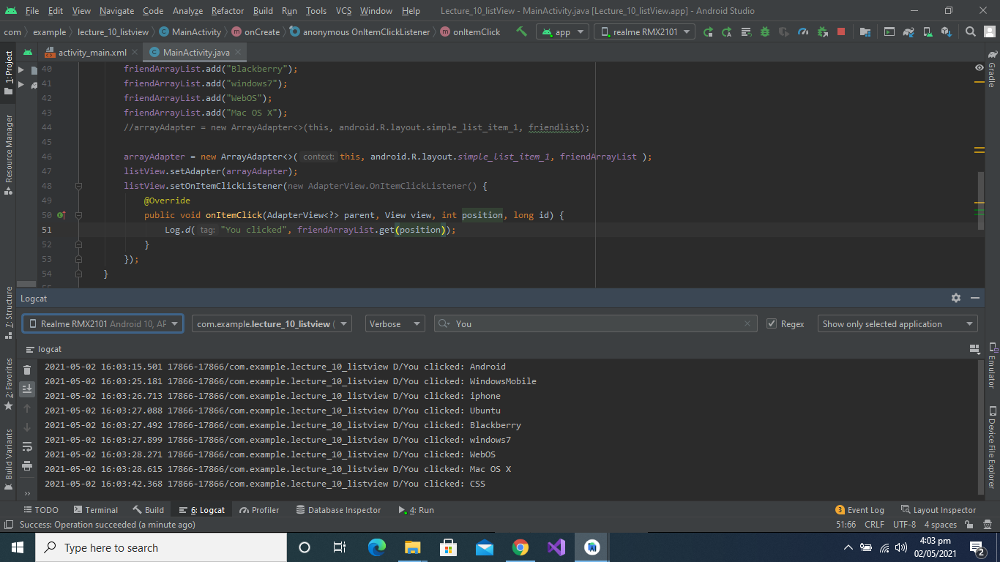 File Edit View Navigate Code Analyze Refactor Build Run Tools VCS Window Help Lecture_10_listView - MainActivity.java [Lecture_10_listView.app] - Android Studio
com example lecture_10_listview MainActivity onCreate anonymous OnItemClickListener onItemClick app realme RMX2101
activity_main.xml MainActivity.java
1: Project
Resource Manager
7: Structure
2: Favorites
Build Variants
Gradle
Emulator
Device File Explorer
40 friendArrayList.add("Blackberry");
41 friendArrayList.add("windows7");
42 friendArrayList.add("WebOS");
43 friendArrayList.add("Mac OS X");
44 //arrayAdapter = new ArrayAdapter<>(this, android.R.layout.simple_list_item_1, friendlist);
45
46 arrayAdapter = new ArrayAdapter<>( context: this, android.R.layout.simple_list_item_1, friendArrayList );
47 listView.setAdapter(arrayAdapter);
48 listView.setOnItemClickListener(new AdapterView.OnItemClickListener() {
49 @Override
50 public void onItemClick(AdapterView<?> parent, View view, int position, long id) {
51 Log.d( tag: "You clicked", friendArrayList.get(position));
52 }
53 });
54 }
Logcat
Realme RMX2101 Android 10, AP com.example.lecture_10_listview ( Verbose You Regex Show only selected application
logcat
2021-05-02 16:03:15.501 17866-17866/com.example.lecture_10_listview D/You clicked: Android
2021-05-02 16:03:25.181 17866-17866/com.example.lecture_10_listview D/You clicked: WindowsMobile
2021-05-02 16:03:26.713 17866-17866/com.example.lecture_10_listview D/You clicked: iphone
2021-05-02 16:03:27.088 17866-17866/com.example.lecture_10_listview D/You clicked: Ubuntu
2021-05-02 16:03:27.492 17866-17866/com.example.lecture_10_listview D/You clicked: Blackberry
2021-05-02 16:03:27.899 17866-17866/com.example.lecture_10_listview D/You clicked: windows7
2021-05-02 16:03:28.271 17866-17866/com.example.lecture_10_listview D/You clicked: WebOS
2021-05-02 16:03:28.615 17866-17866/com.example.lecture_10_listview D/You clicked: Mac OS X
2021-05-02 16:03:42.368 17866-17866/com.example.lecture_10_listview D/You clicked: CSS
TODO Terminal Build 6: Logcat Profiler Database Inspector 4: Run 3 Event Log Layout Inspector
Success: Operation succeeded (a minute ago) 51:66 CRLF UTF-8 4 spaces
Type here to search 4:03 pm
02/05/2021 2